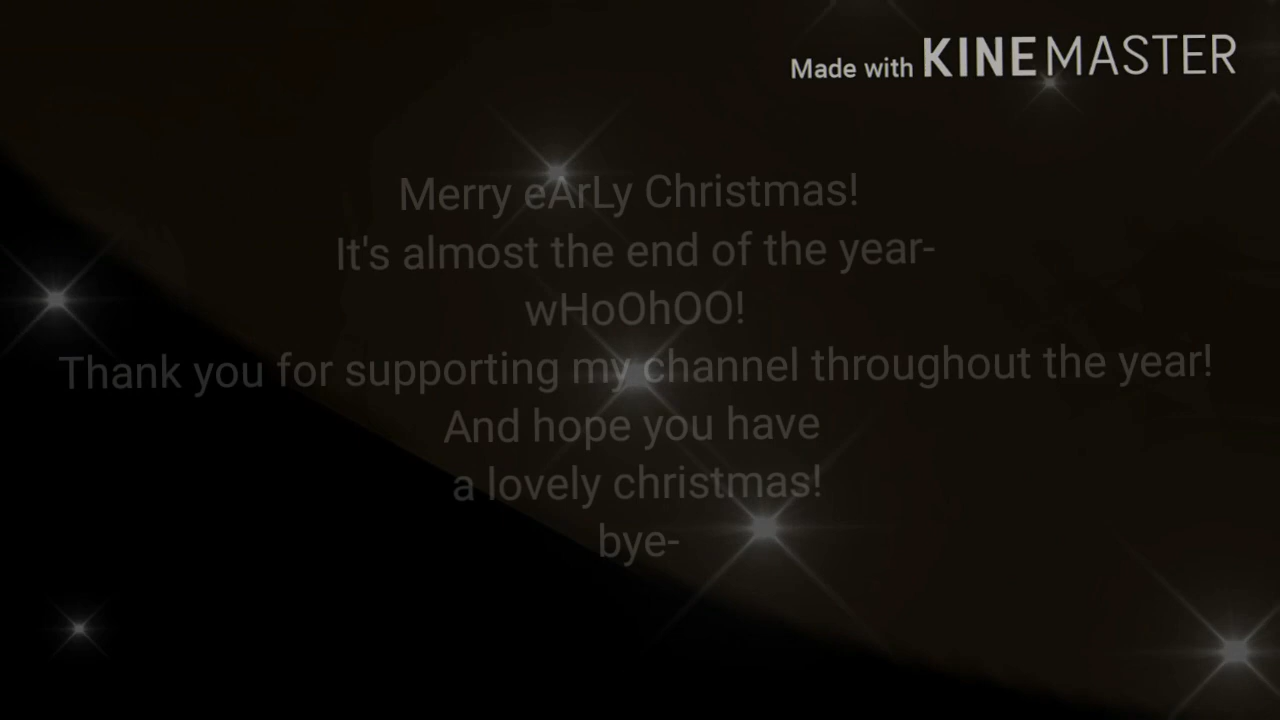 Made with KINEMASTER
Merry eArLy Christmas!
It's almost the end of the year-
wHoOhOO!
Thank you for supporting my channel throughout the year!
And hope you have
a lovely christmas!
bye-